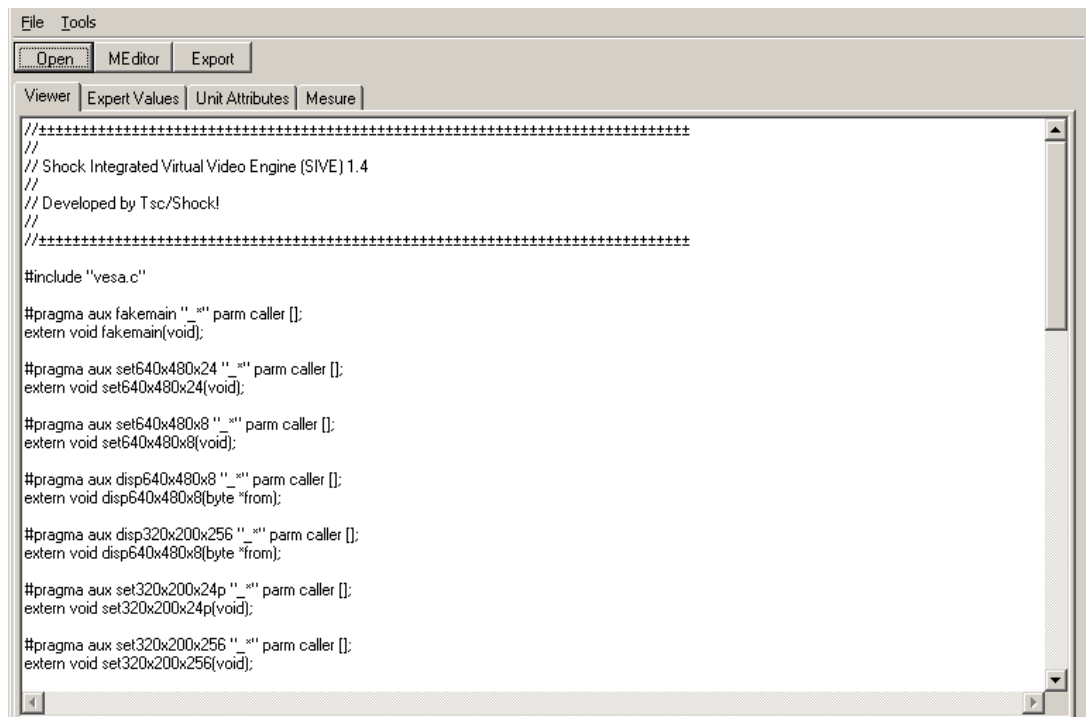 File Tools
Open MEditor Export
Viewer Expert Values Unit Attributes Mesure
//±±±±±±±±±±±±±±±±±±±±±±±±±±±±±±±±±±±±±±±±±±±±±±±±±±±±±±±±±±±±±±±±±±±±±±±±±±±±±
//
// Shock Integrated Virtual Video Engine (SIVE) 1.4
//
// Developed by Tsc/Shock!
//
//±±±±±±±±±±±±±±±±±±±±±±±±±±±±±±±±±±±±±±±±±±±±±±±±±±±±±±±±±±±±±±±±±±±±±±±±±±±±±
#include "vesa.c"
#pragma aux fakemain "_*" parm caller [];
extern void fakemain(void);
#pragma aux set640x480x24 "_*" parm caller [];
extern void set640x480x24(void);
#pragma aux set640x480x8 "_*" parm caller [];
extern void set640x480x8(void);
#pragma aux disp640x480x8 "_*" parm caller [];
extern void disp640x480x8(byte *from);
#pragma aux disp320x200x256 "_*" parm caller [];
extern void disp640x480x8(byte *from);
#pragma aux set320x200x24p "_*" parm caller [];
extern void set320x200x24p(void);
#pragma aux set320x200x256 "_*" parm caller [];
extern void set320x200x256(void);